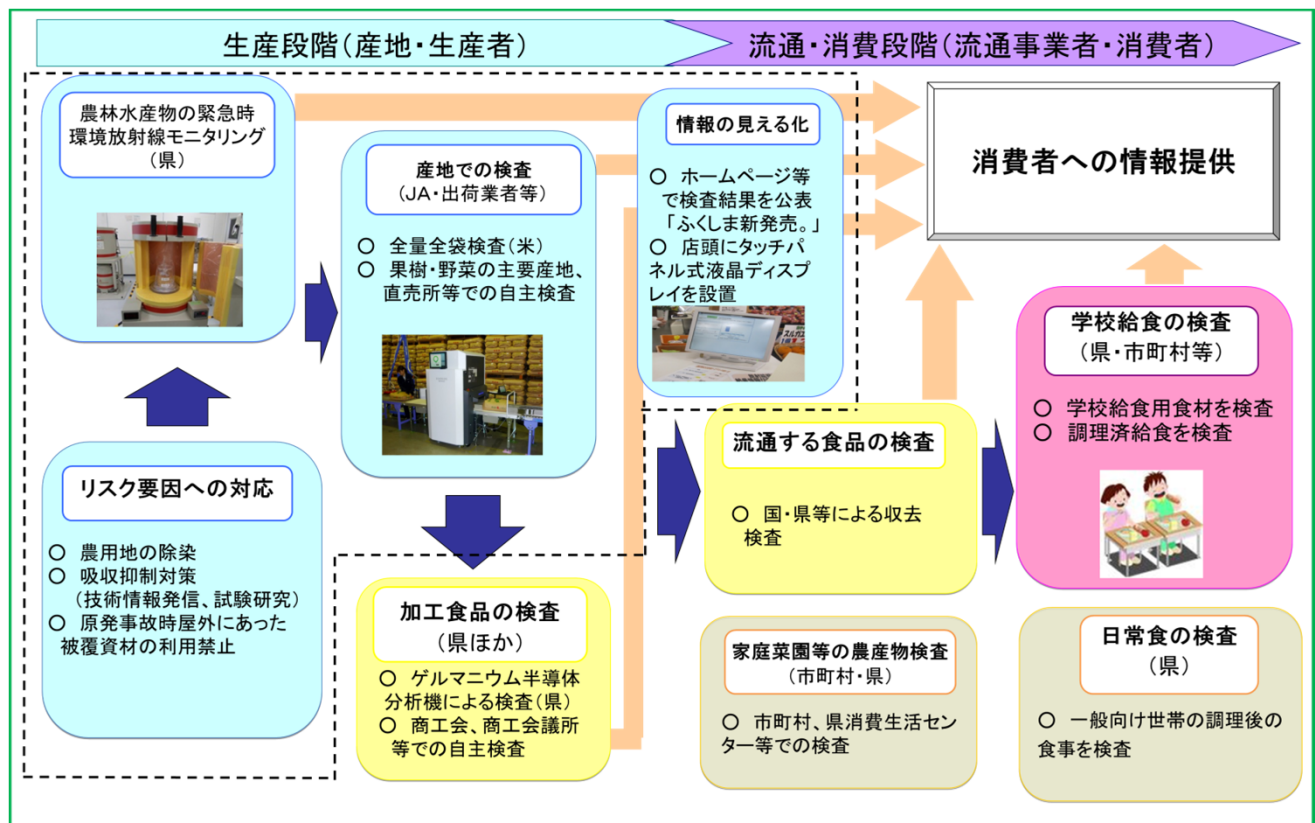 生産段階(産地・生産者)
流通・消費段階(流通事業者・消費者)
農林水産物の緊急時
環境放射線モニタリング
(県)
産地での検査
(JA・出荷業者等)
○ 全量全袋検査(米)
○ 果樹・野菜の主要産地、
直売所等での自主検査
情報の見える化
○ ホームページ等
で検査結果を公表
「ふくしま新発売。」
○ 店頭にタッチパ
ネル式液晶ディスプ
レイを設置
消費者への情報提供
リスク要因への対応
○ 農用地の除染
○ 吸収抑制対策
(技術情報発信、試験研究)
○ 原発事故時屋外にあった
被覆資材の利用禁止
加工食品の検査
(県ほか)
○ ゲルマニウム半導体
分析機による検査(県)
○ 商工会、商工会議所
等での自主検査
流通する食品の検査
○ 国・県等による収去
検査
学校給食の検査
(県・市町村等)
○ 学校給食用食材を検査
○ 調理済給食を検査
家庭菜園等の農産物検査
(市町村・県)
○ 市町村、県消費生活セン
ター等での検査
日常食の検査
(県)
○ 一般向け世帯の調理後の
食事を検査